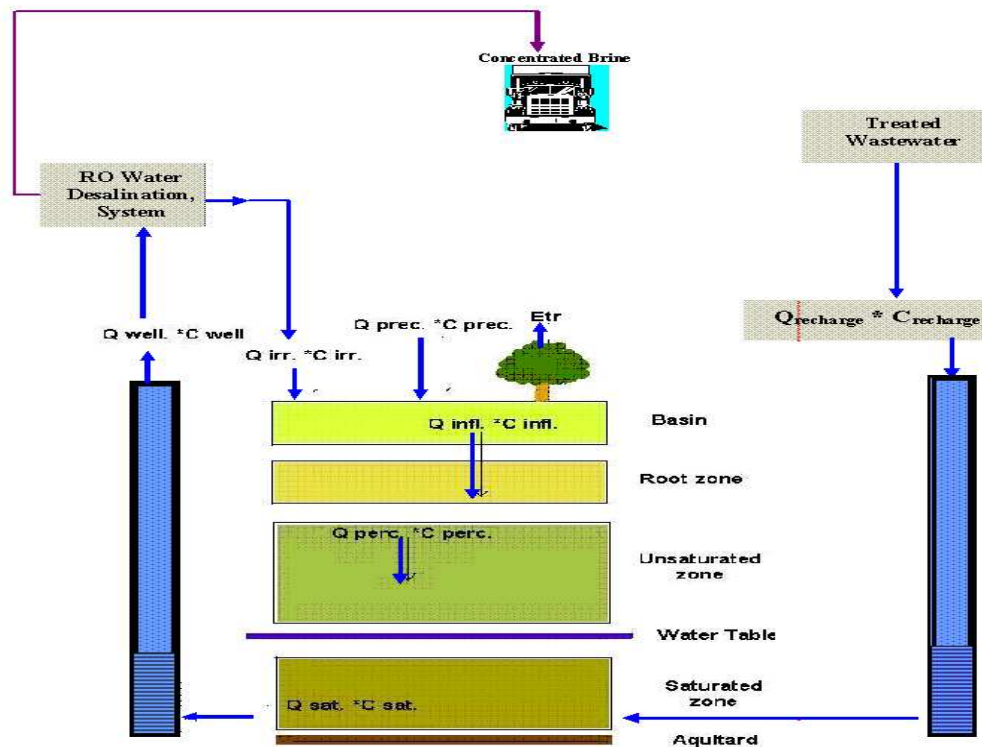 Concentrated Brine
Treated
Wastewater
RO Water
Desalination,
System
Qrecharge * Crecharge
Etr
Q prec. *C prec.
Q well. *C well
Q irr. *C irr.
Q infl. *C infl.
Basin
Root zone
Q perc. *C perc.
Unsaturated
zone
Water Table
Saturated
zone
Q sat. *C sat.
Aquitard